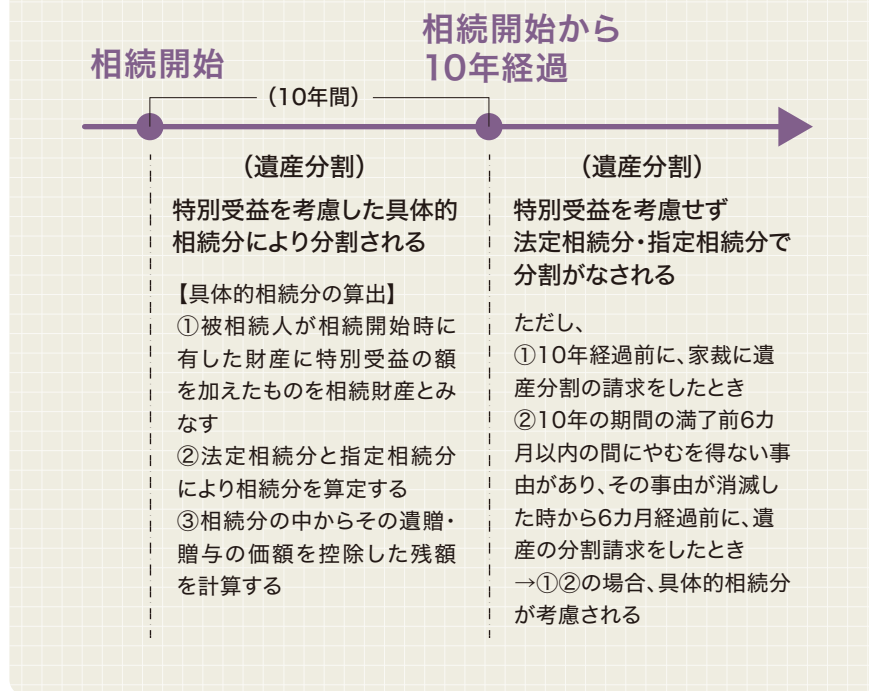 相続開始
相続開始から
10年経過
（10年間）
（遺産分割）
特別受益を考慮した具体的
相続分により分割される
【具体的相続分の算出】
①被相続人が相続開始時に
有した財産に特別受益の額
を加えたものを相続財産とみ
なす
②法定相続分と指定相続分
により相続分を算定する
③相続分の中からその遺贈・
贈与の価額を控除した残額
を計算する
（遺産分割）
特別受益を考慮せず
法定相続分・指定相続分で
分割がなされる
ただし、
①10年経過前に、家裁に遺
産分割の請求をしたとき
②10年の期間の満了前6カ
月以内の間にやむを得ない事
由があり、その事由が消滅し
た時から6カ月経過前に、遺
産の分割請求をしたとき
→①②の場合、具体的相続分
が考慮される